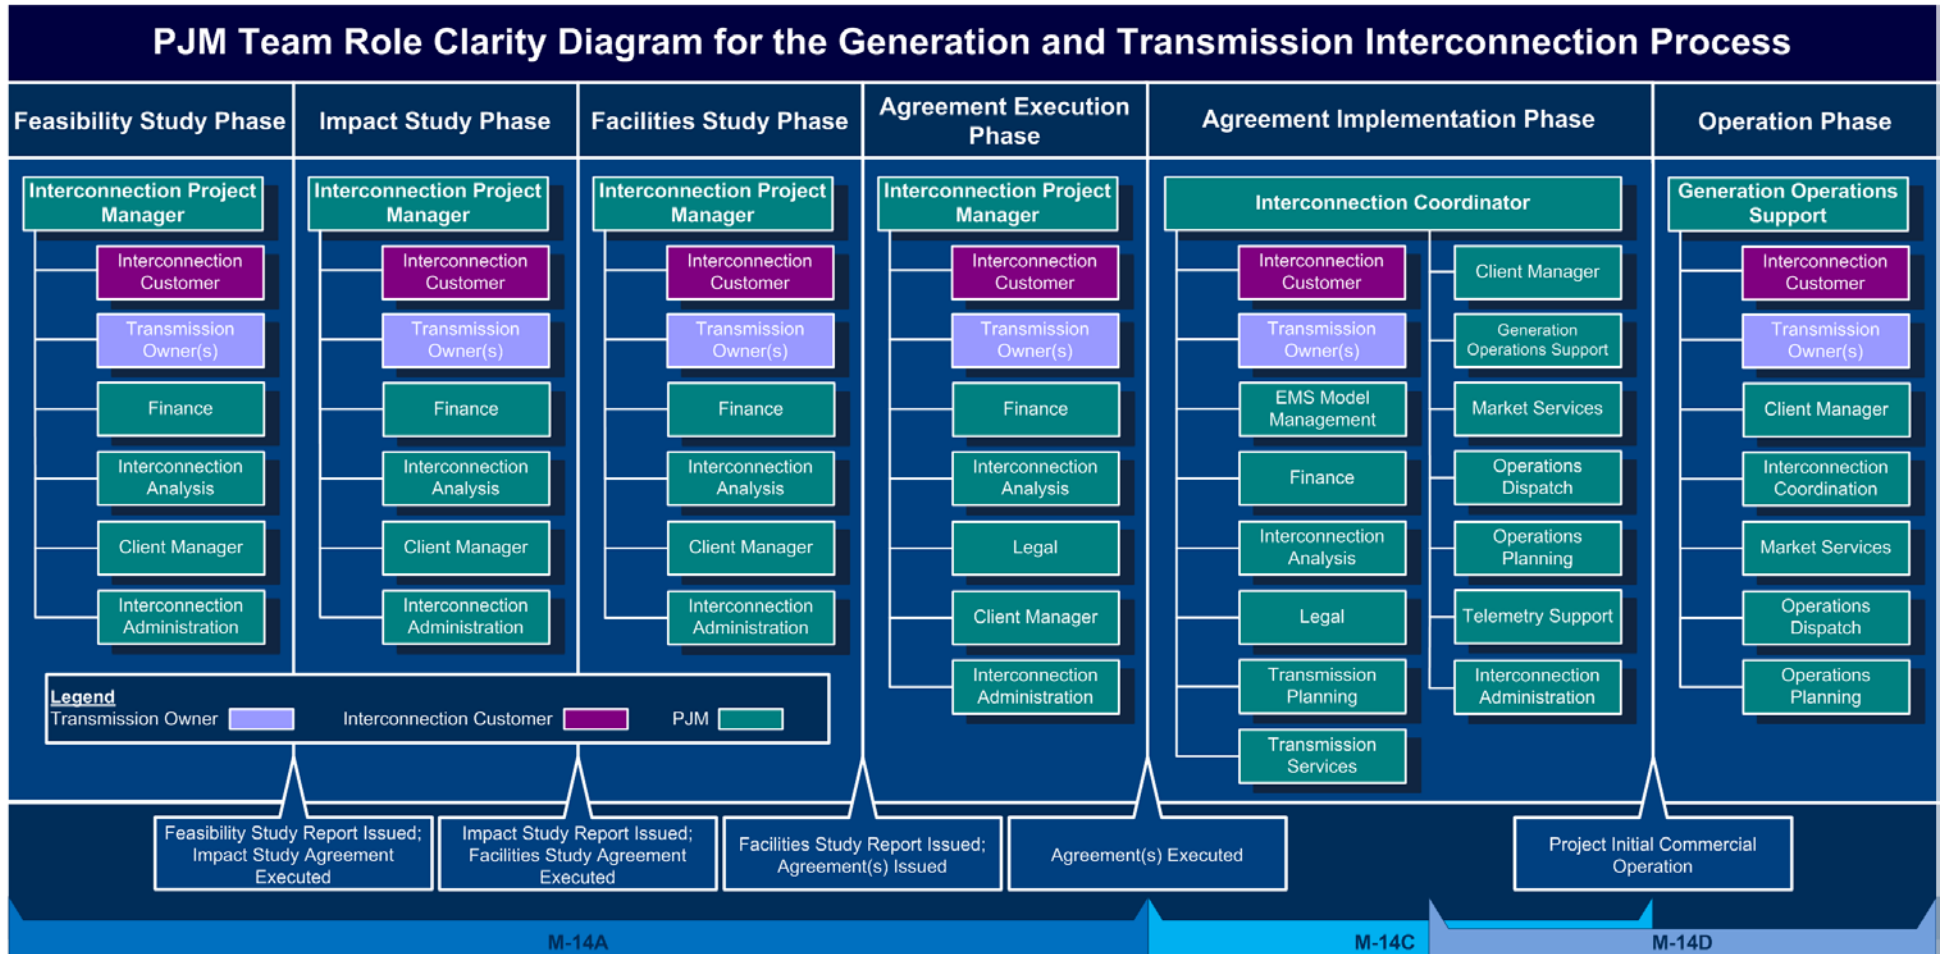 PJM Team Role Clarity Diagram for the Generation and Transmission Interconnection Process
Feasibility Study Phase
Impact Study Phase
Facilities Study Phase
Agreement Execution
Phase
Agreement Implementation Phase
Operation Phase
Interconnection Project
Manager
Interconnection
Customer
Transmission
Owner(s)
Finance
Interconnection
Analysis
Client Manager
Interconnection
Administration
Interconnection Project
Manager
Interconnection
Customer
Transmission
Owner(s)
Finance
Interconnection
Analysis
Client Manager
Interconnection
Administration
Interconnection Project
Manager
Interconnection
Customer
Transmission
Owner(s)
Finance
Interconnection
Analysis
Client Manager
Interconnection
Administration
Interconnection Project
Manager
Interconnection
Customer
Transmission
Owner(s)
Finance
Interconnection
Analysis
Legal
Client Manager
Interconnection
Administration
Interconnection Coordinator
Interconnection
Customer
Transmission
Owner(s)
EMS Model
Management
Finance
Interconnection
Analysis
Legal
Transmission
Planning
Transmission
Services
Client Manager
Generation
Operations Support
Market Services
Operations
Dispatch
Operations
Planning
Telemetry Support
Interconnection
Administration
Generation Operations
Support
Interconnection
Customer
Transmission
Owner(s)
Client Manager
Interconnection
Coordination
Market Services
Operations
Dispatch
Operations
Planning
Legend
Transmission Owner
Interconnection Customer
PJM
Feasibility Study Report Issued;
Impact Study Agreement
Executed
Impact Study Report Issued;
Facilities Study Agreement
Executed
Facilities Study Report Issued;
Agreement(s) Issued
Agreement(s) Executed
Project Initial Commercial
Operation
M-14A
M-14C
M-14D